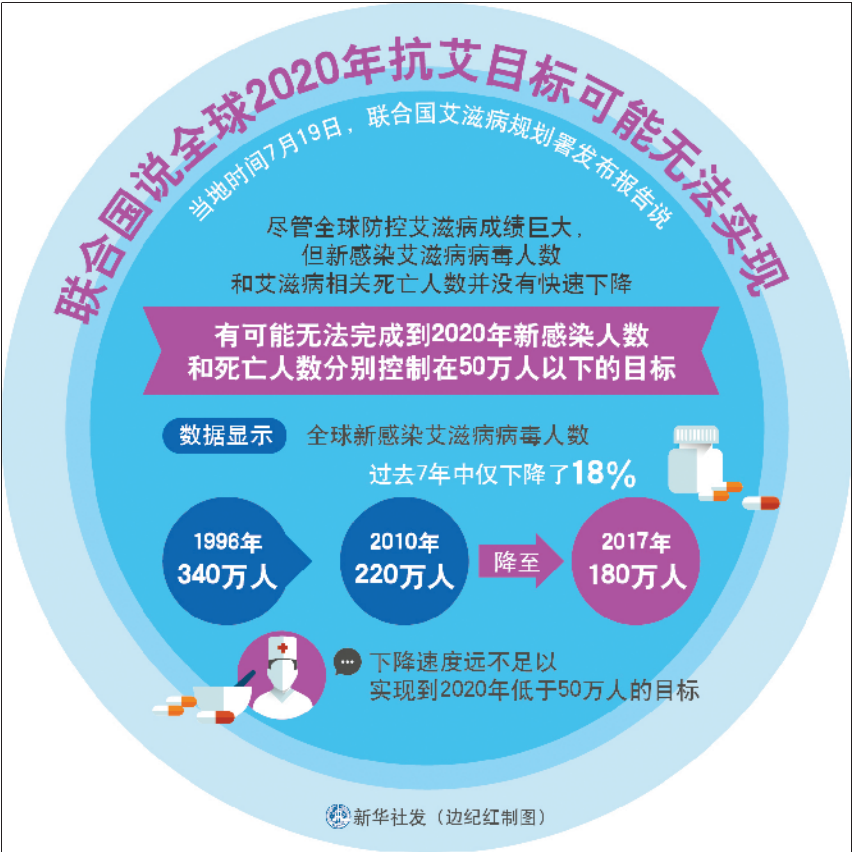 联合国说全球2020年抗艾目标可能无法实现
当地时间7月19日，联合国艾滋病规划署发布报告说
尽管全球防控艾滋病成绩巨大，
但新感染艾滋病病毒人数
和艾滋病相关死亡人数并没有快速下降
有可能无法完成到2020年新感染人数
和死亡人数分别控制在50万人以下的目标
数据显示 全球新感染艾滋病病毒人数
过去7年中仅下降了18%
1996年
340万人
2010年
220万人
降至
2017年
180万人
下降速度远不足以
实现到2020年低于50万人的目标
新华社发（边纪红制图）